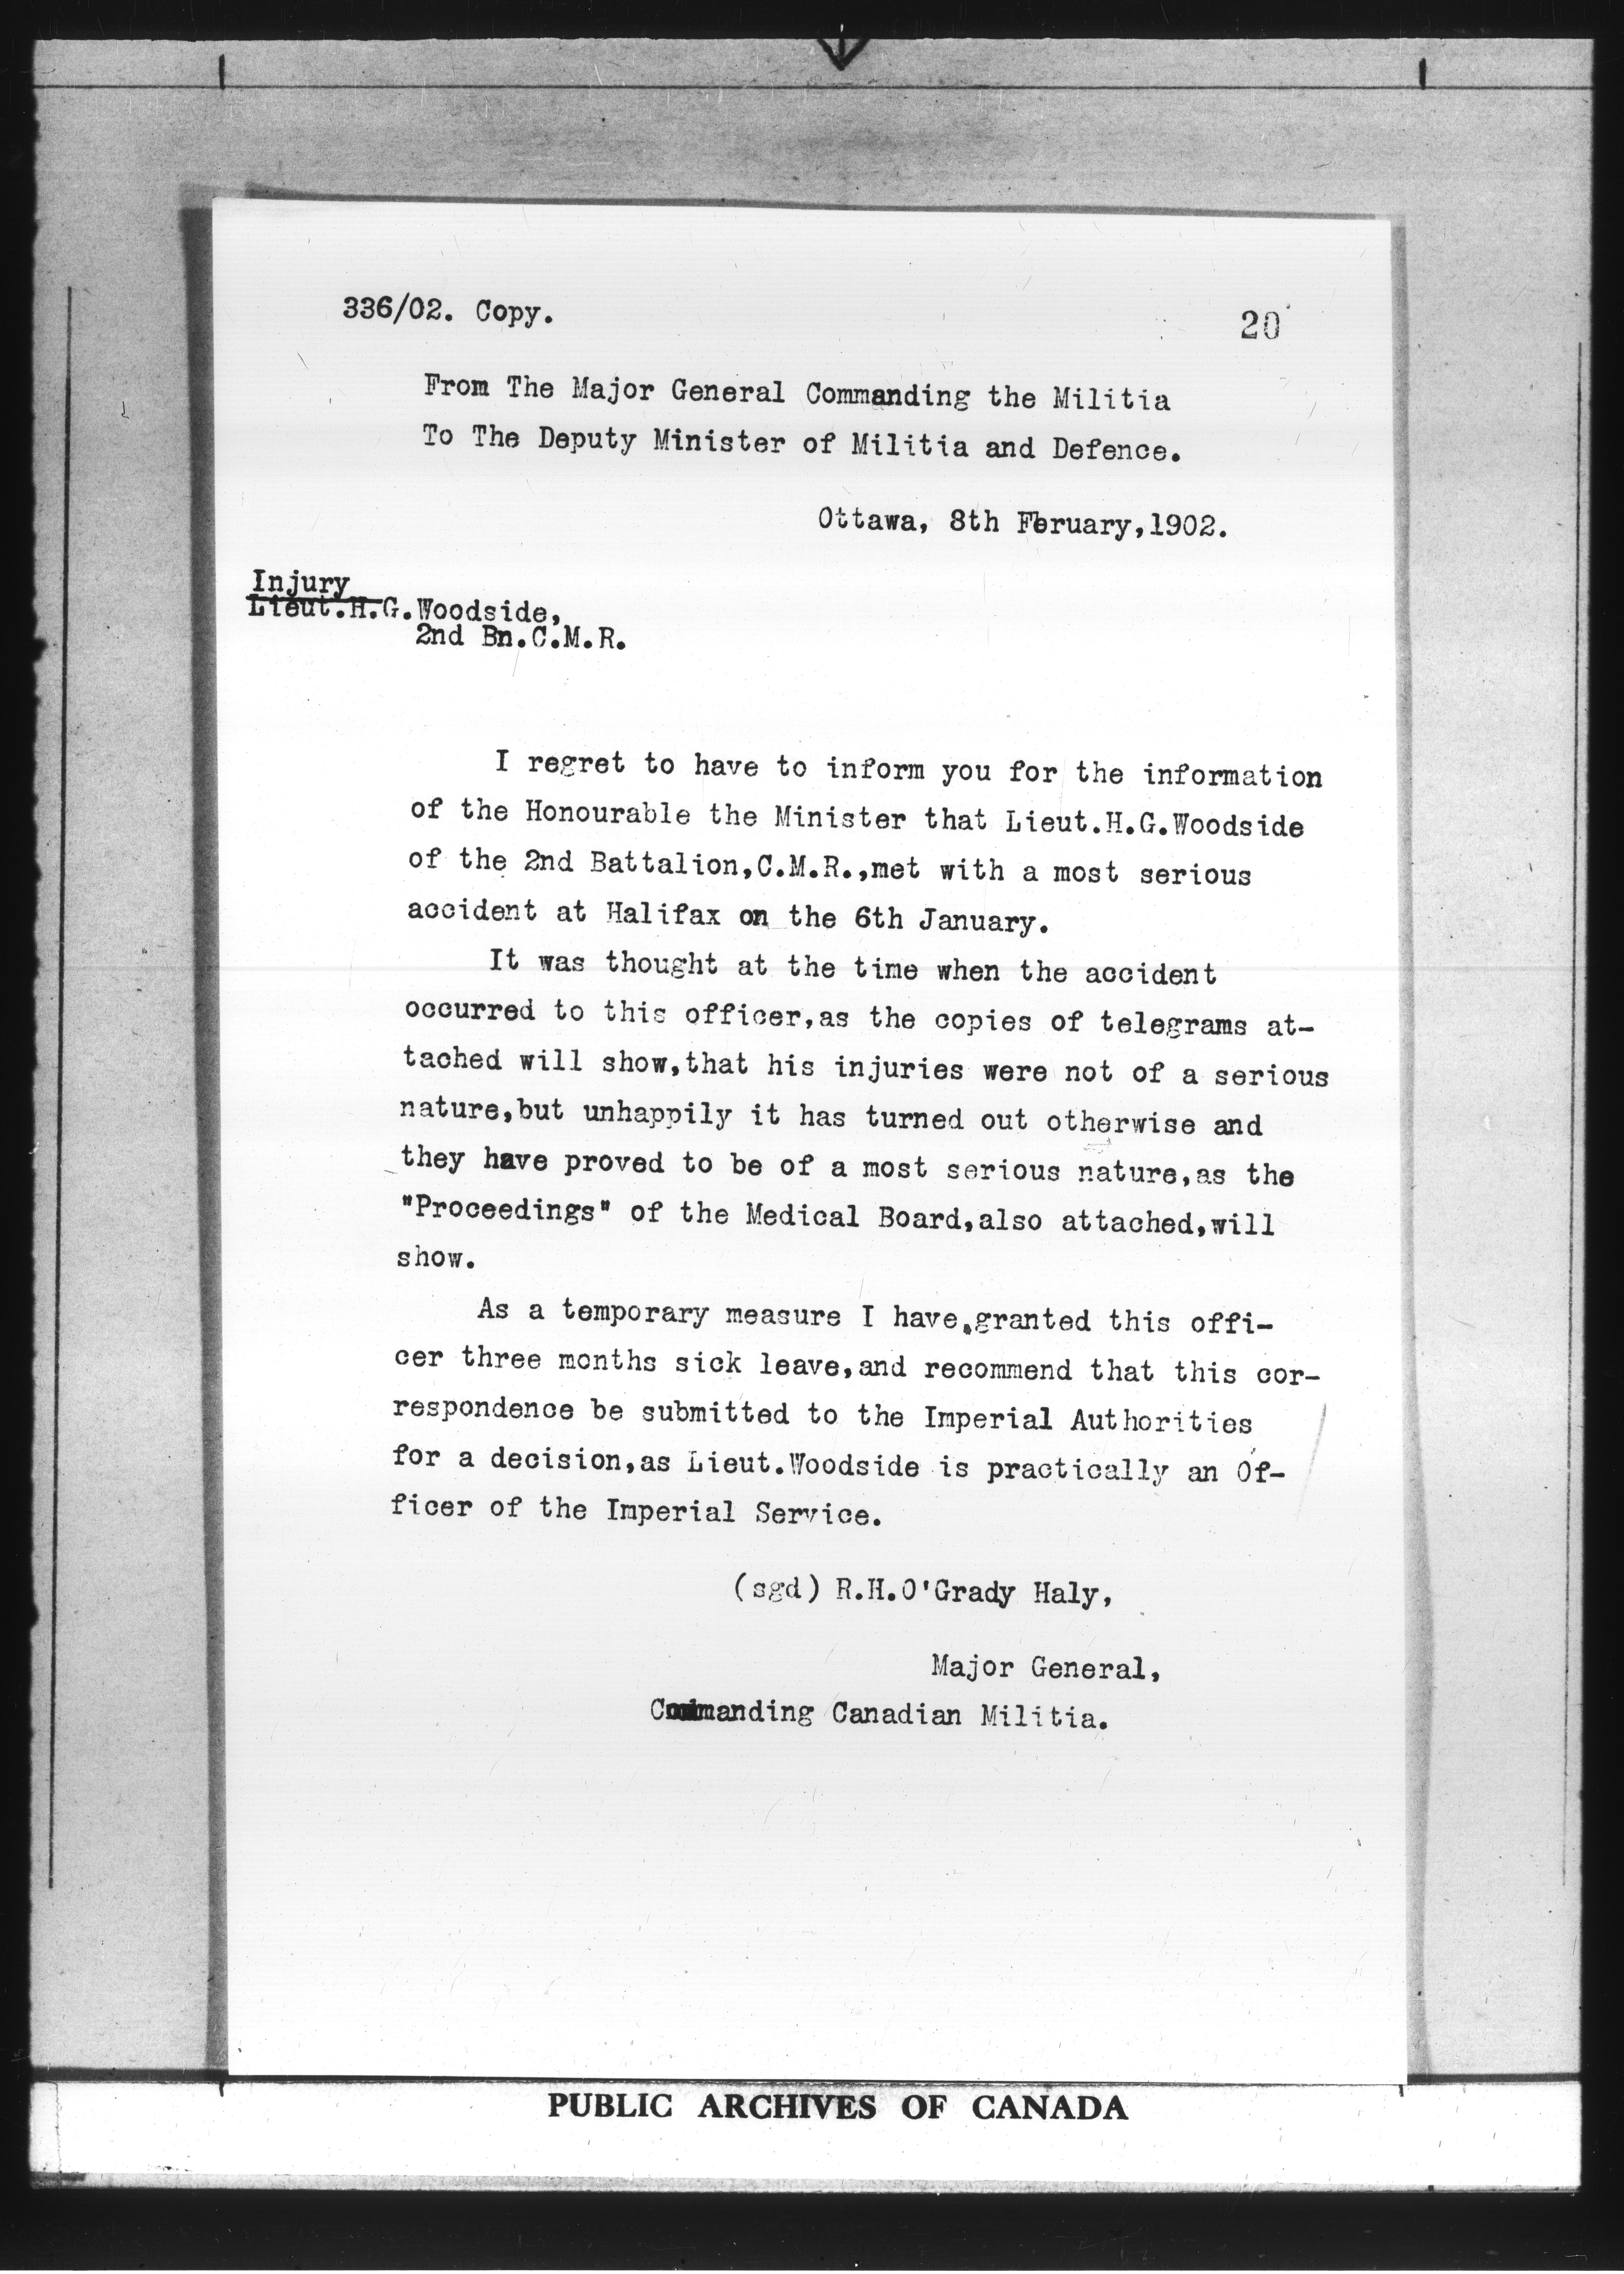 336/02. Copy.
20
From The Major General Commanding the Militia
To The Deputy Minister of Militia and Defence.
Ottawa, 8th Feruary,1902.
Injury
Lieut.H.G.Woodside,
2nd Bn.C.M.R.
I regret to have to inform you for the information
of the Honourable the Minister that Lieut.H.G.Woodside
of the 2nd Battalion,C.M.R.,met with a most serious
accident at Halifax on the 6th January.
It was thought at the time when the accident
occurred to this officer,as the copies of telegrams at-
tached will show,that his injuries were not of a serious
nature,but unhappily it has turned out otherwise and
they have proved to be of a most serious nature,as the
"Proceedings" of the Medical Board,also attached,will
show.
As a temporary measure I have,granted this offi-
cer three months sick leave,and recommend that this cor-
respondence be submitted to the Imperial Authorities
for a decision,as Lieut.Woodside is practically an Of-
ficer of the Imperial Service.
(sgd) R.H.O'Grady Haly,
Major General,
Commanding Canadian Militia.
PUBLIC ARCHIVES OF CANADA